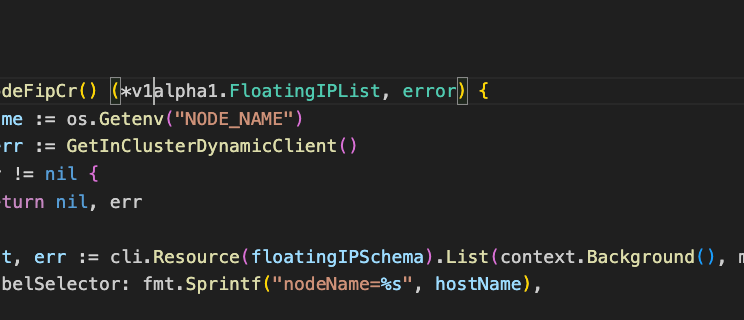 deFipCr() (*v1alpha1.FloatingIPList, error) {
me := os.Getenv("NODE_NAME")
rr := GetInClusterDynamicClient()
!= nil {
turn nil, err
t, err := cli.Resource(floatingIPSchema).List(context.Background(), m
belSelector: fmt.Sprintf("nodeName=%s", hostName),